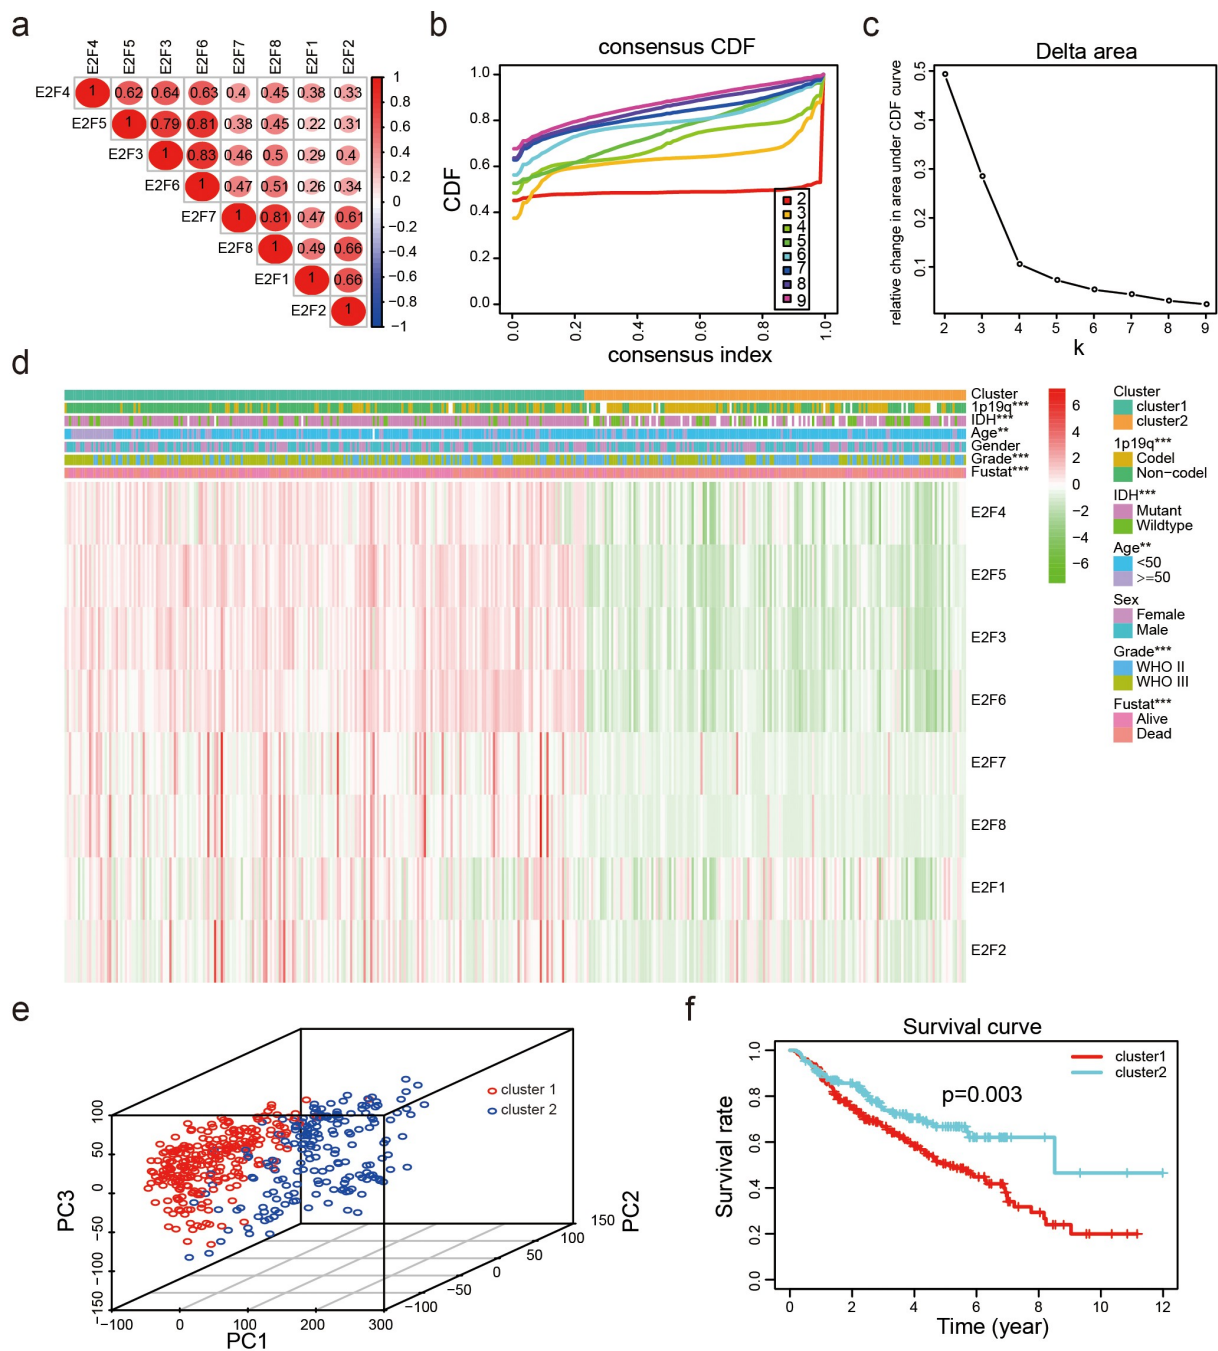 a
E2F4 E2F5 E2F3 E2F6 E2F7 E2F8 E2F1 E2F2
E2F4 1 0.62 0.64 0.63 0.4 0.45 0.38 0.33
E2F5 1 0.79 0.81 0.38 0.45 0.22 0.31
E2F3 1 0.83 0.46 0.5 0.29 0.4
E2F6 1 0.47 0.51 0.26 0.34
E2F7 1 0.81 0.47 0.61
E2F8 1 0.49 0.66
E2F1 1 0.66
E2F2 1
1
0.8
0.6
0.4
0.2
0
−0.2
−0.4
−0.6
−0.8
−1
b
consensus CDF
CDF
1.0
0.8
0.6
0.4
0.2
0.0
2
3
4
5
6
7
8
9
0.0 0.2 0.4 0.6 0.8 1.0
consensus index
c
Delta area
relative change in area under CDF curve
0.5
0.4
0.3
0.2
0.1
2 3 4 5 6 7 8 9
k
d
Cluster
1p19q***
IDH***
Age**
Gender
Grade***
Fustat***
E2F4
E2F5
E2F3
E2F6
E2F7
E2F8
E2F1
E2F2
6
4
2
0
−2
−4
−6
Cluster
cluster1
cluster2
1p19q***
Codel
Non−codel
IDH***
Mutant
Wildtype
Age**
<50
>=50
Sex
Female
Male
Grade***
WHO II
WHO III
Fustat***
Alive
Dead
e
cluster 1
cluster 2
PC3
100
50
0
−50
−100
−150
−100 0 100 200 300
PC1
−100
−50
0
50
100
150
PC2
f
Survival curve
cluster1
cluster2
p=0.003
Survival rate
1.0
0.8
0.6
0.4
0.2
0.0
0 2 4 6 8 10 12
Time (year)